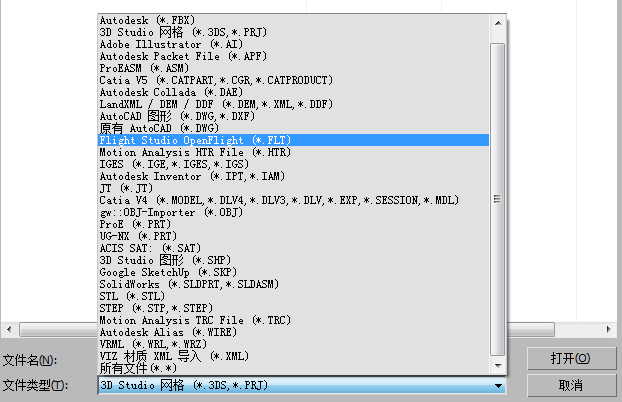 Autodesk (*.FBX)
3D Studio 网格 (*.3DS,*.PRJ)
Adobe Illustrator (*.AI)
Autodesk Packet File (*.APF)
ProEASM (*.ASM)
Catia V5 (*.CATPART,*.CGR,*.CATPRODUCT)
Autodesk Collada (*.DAE)
LandXML / DEM / DDF (*.DEM,*.XML,*.DDF)
AutoCAD 图形 (*.DWG,*.DXF)
原有 AutoCAD (*.DWG)
Flight Studio OpenFlight (*.FLT)
Motion Analysis HTR File (*.HTR)
IGES (*.IGE,*.IGES,*.IGS)
Autodesk Inventor (*.IPT,*.IAM)
JT (*.JT)
Catia V4 (*.MODEL,*.DLV4,*.DLV3,*.DLV,*.EXP,*.SESSION,*.MDL)
gw::OBJ-Importer (*.OBJ)
ProE (*.PRT)
UG-NX (*.PRT)
ACIS SAT: (*.SAT)
3D Studio 图形 (*.SHP)
Google SketchUp (*.SKP)
SolidWorks (*.SLDPRT,*.SLDASM)
STL (*.STL)
STEP (*.STP,*.STEP)
Motion Analysis TRC File (*.TRC)
Autodesk Alias (*.WIRE)
VRML (*.WRL,*.WRZ)
VIZ 材质 XML 导入 (*.XML)
所有文件(*.*)
文件名(N):
打开(O)
文件类型(T):
3D Studio 网格 (*.3DS,*.PRJ)
取消